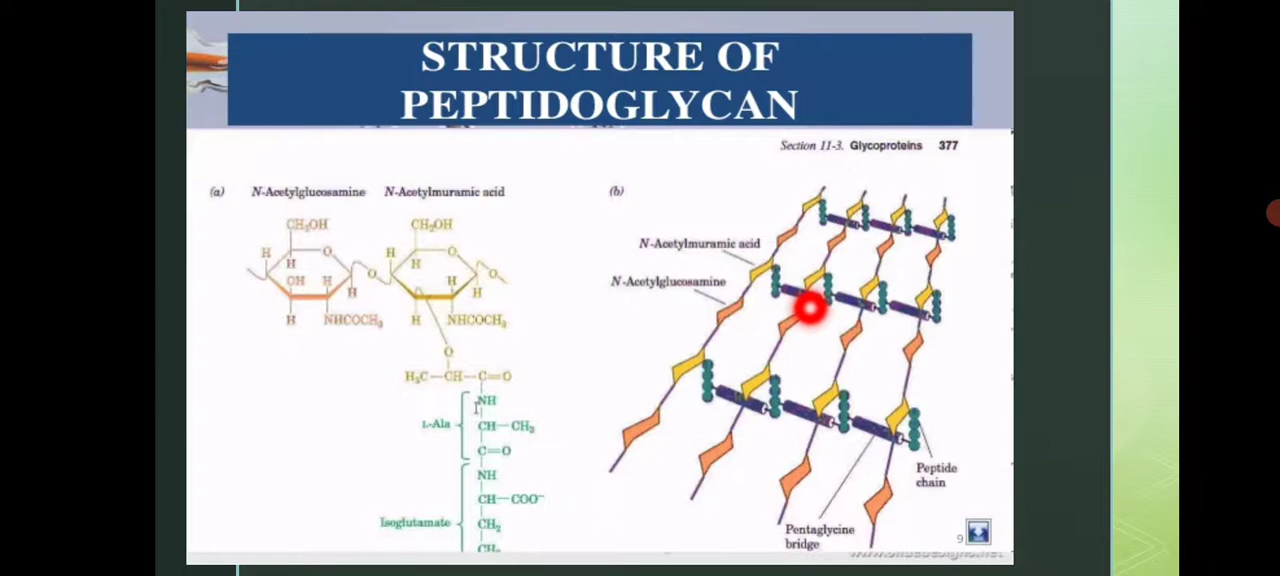 STRUCTURE OF
PEPTIDOGLYCAN
Section 11-3. Glycoproteins 377
(a) N-Acetylglucosamine N-Acetylmuramic acid
CH₂OH CH₂OH
H O H O
H H
OH H O H O
H H
H NHCOCH₃ H NHCOCH₃
O
H₃C—CH—C=O
NH
L-Ala CH—CH₃
C=O
NH
CH—COO⁻
Isoglutamate CH₂
CH₂
(b)
N-Acetylmuramic acid
N-Acetylglucosamine
Peptide
chain
Pentaglycine
bridge
9